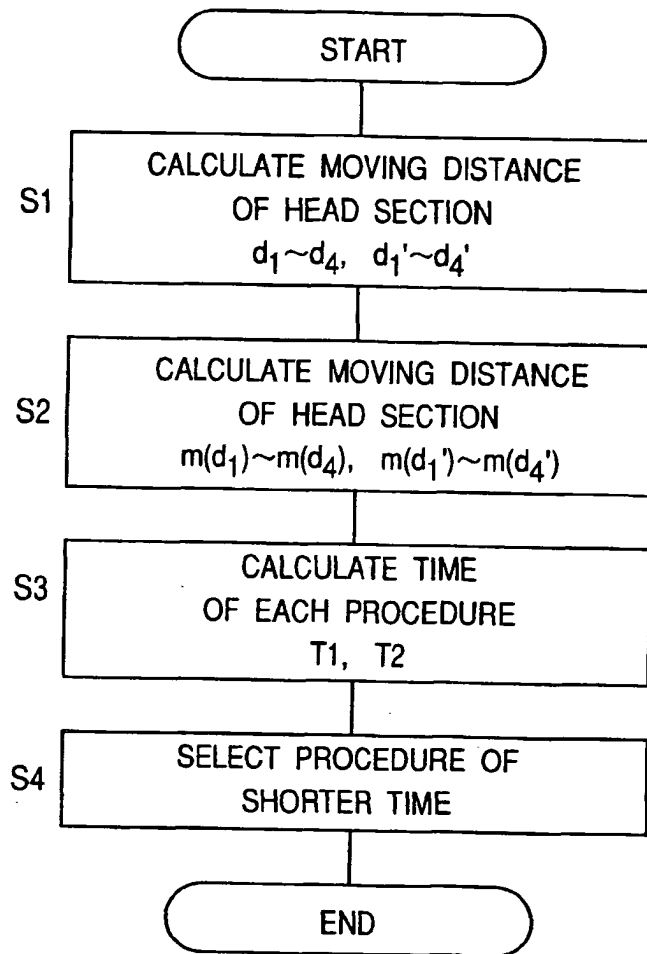 START
S1
CALCULATE MOVING DISTANCE
OF HEAD SECTION
d₁~d₄, d₁'~d₄'
S2
CALCULATE MOVING DISTANCE
OF HEAD SECTION
m(d₁)~m(d₄), m(d₁')~m(d₄')
S3
CALCULATE TIME
OF EACH PROCEDURE
T1, T2
S4
SELECT PROCEDURE OF
SHORTER TIME
END